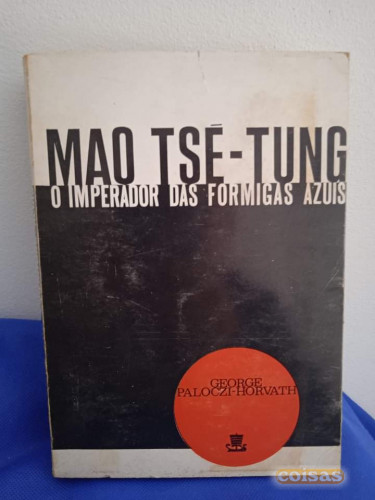 MAO TSÉ-TUNG
O IMPERADOR DAS FORMIGAS AZUIS
GEORGE
PALOCZI-HORVATH
coisas